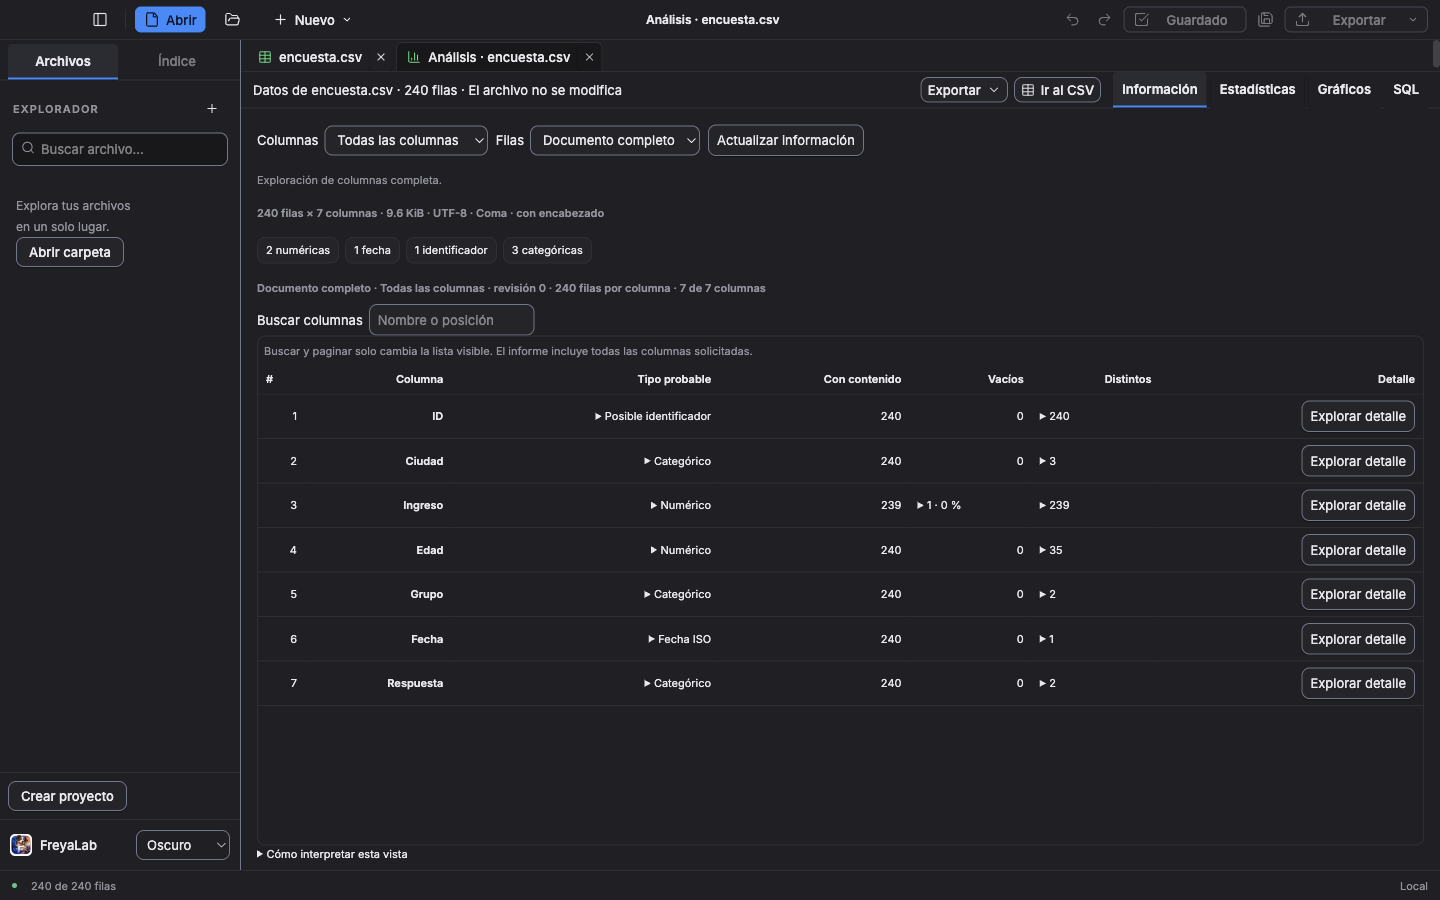 Abrir
Nuevo
Análisis · encuesta.csv
Guardado
Exportar
Archivos
Índice
encuesta.csv
Análisis · encuesta.csv
EXPLORADOR
Buscar archivo...
Explora tus archivos
en un solo lugar.
Abrir carpeta
Crear proyecto
FreyaLab
Oscuro
Datos de encuesta.csv · 240 filas · El archivo no se modifica
Exportar
Ir al CSV
Información
Estadísticas
Gráficos
SQL
Columnas
Todas las columnas
Filas
Documento completo
Actualizar información
Exploración de columnas completa.
240 filas × 7 columnas · 9.6 KiB · UTF-8 · Coma · con encabezado
2 numéricas
1 fecha
1 identificador
3 categóricas
Documento completo · Todas las columnas · revisión 0 · 240 filas por columna · 7 de 7 columnas
Buscar columnas
Nombre o posición
Buscar y paginar solo cambia la lista visible. El informe incluye todas las columnas solicitadas.
# Columna Tipo probable Con contenido Vacíos Distintos Detalle
1 ID Posible identificador 240 0 240 Explorar detalle
2 Ciudad Categórico 240 0 3 Explorar detalle
3 Ingreso Numérico 239 1 · 0 % 239 Explorar detalle
4 Edad Numérico 240 0 35 Explorar detalle
5 Grupo Categórico 240 0 2 Explorar detalle
6 Fecha Fecha ISO 240 0 1 Explorar detalle
7 Respuesta Categórico 240 0 2 Explorar detalle
Cómo interpretar esta vista
240 de 240 filas
Local